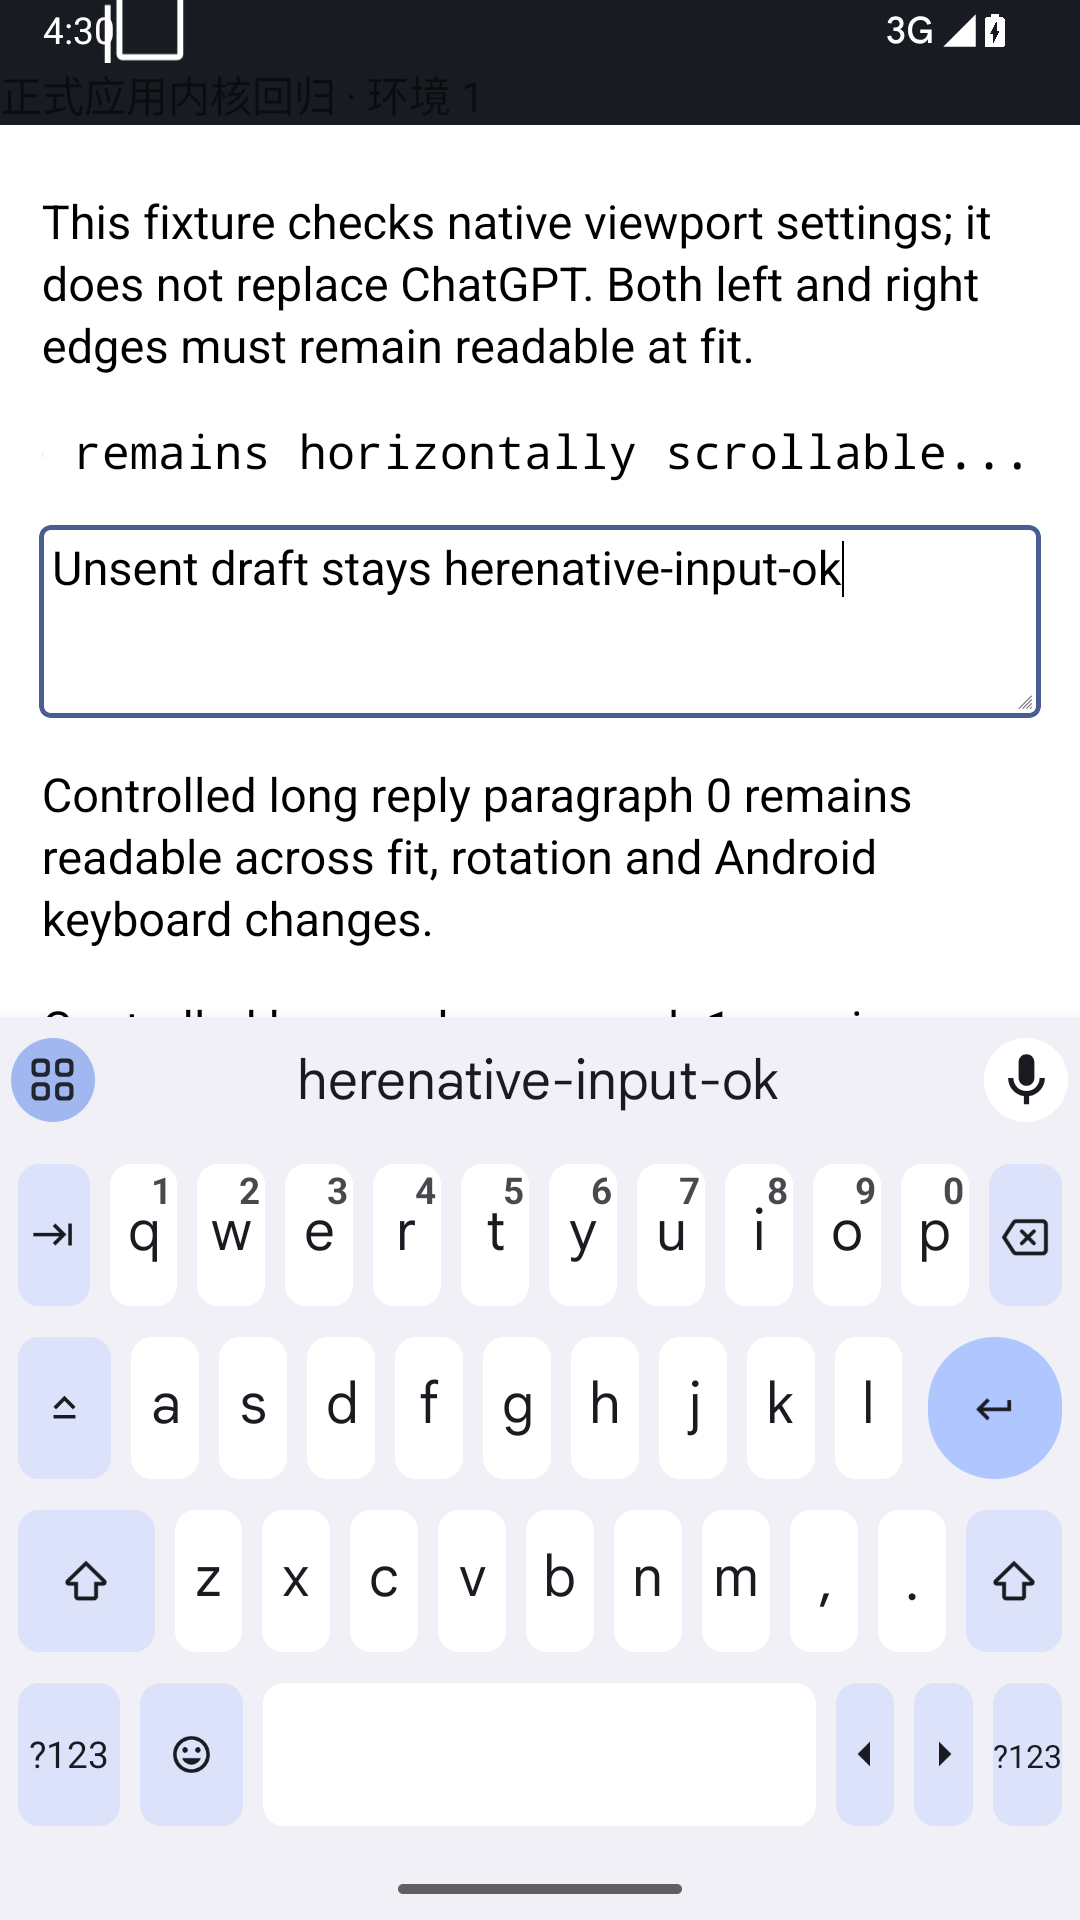 4:30
3G
正式应用内核回归 · 环境 1
This fixture checks native viewport settings; it
does not replace ChatGPT. Both left and right
edges must remain readable at fit.
remains horizontally scrollable...
Unsent draft stays herenative-input-ok
Controlled long reply paragraph 0 remains
readable across fit, rotation and Android
keyboard changes.
herenative-input-ok
1 2 3 4 5 6 7 8 9 0
q w e r t y u i o p
a s d f g h j k l
z x c v b n m , .
?123 ?123